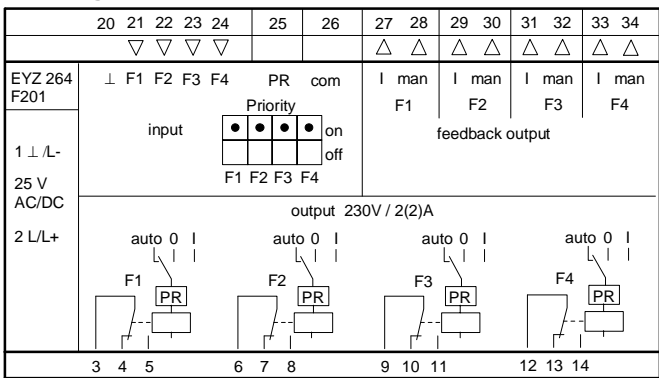 20 21 22 23 24 25 26 27 28 29 30 31 32 33 34
EYZ 264 ⊥ F1 F2 F3 F4 PR com I man I man I man I man
F201 Priority F1 F2 F3 F4
input on feedback output
1 ⊥ /L- off
25 V F1 F2 F3 F4
AC/DC output 230V / 2(2)A
2 L/L+ auto 0 I auto 0 I auto 0 I auto 0 I
F1 F2 F3 F4
PR PR PR PR
3 4 5 6 7 8 9 10 11 12 13 14